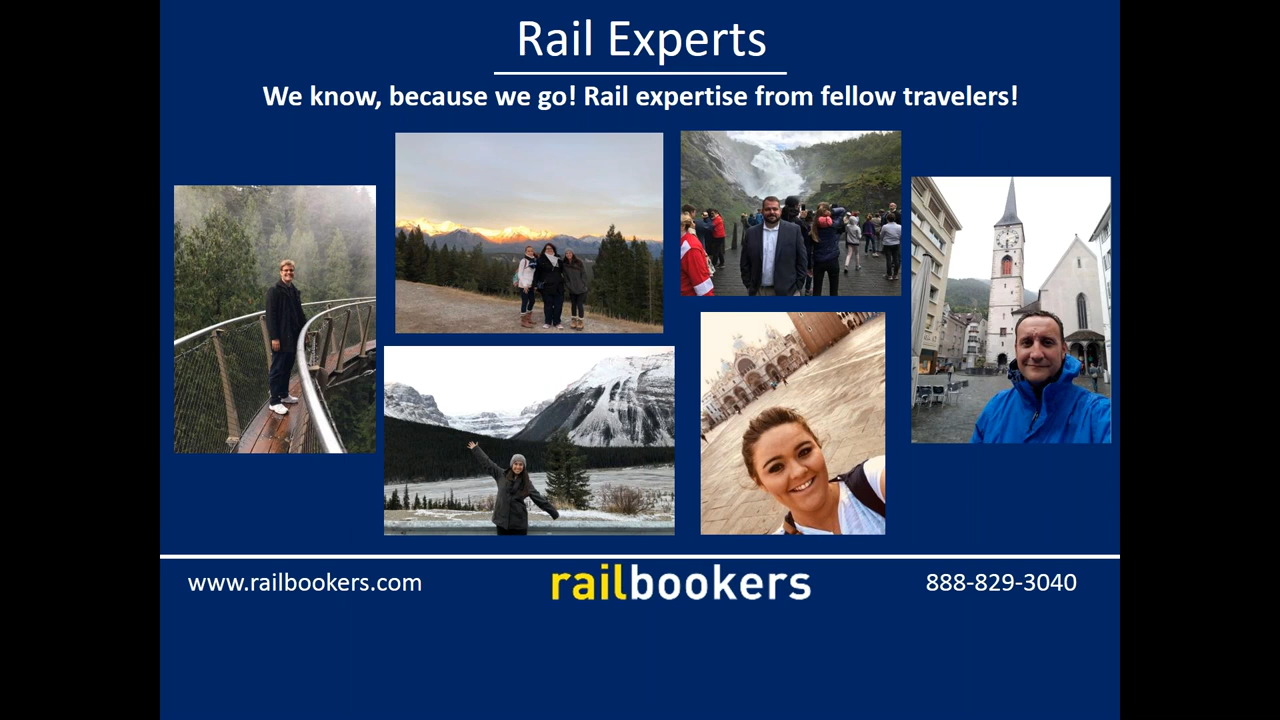 Rail Experts
We know, because we go! Rail expertise from fellow travelers!
www.railbookers.com
railbookers
888-829-3040